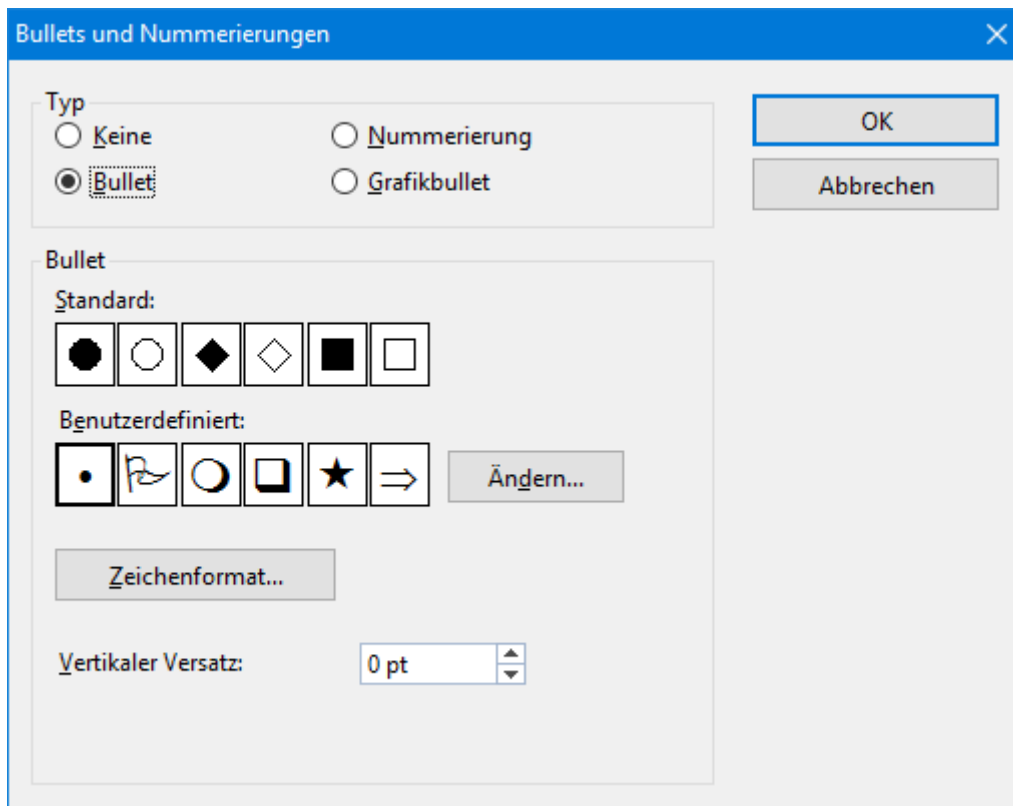 Bullets und Nummerierungen
Typ
Keine
Nummerierung
Bullet
Grafikbullet
OK
Abbrechen
Bullet
Standard:
Benutzerdefiniert:
Ändern...
Zeichenformat...
Vertikaler Versatz:
0 pt